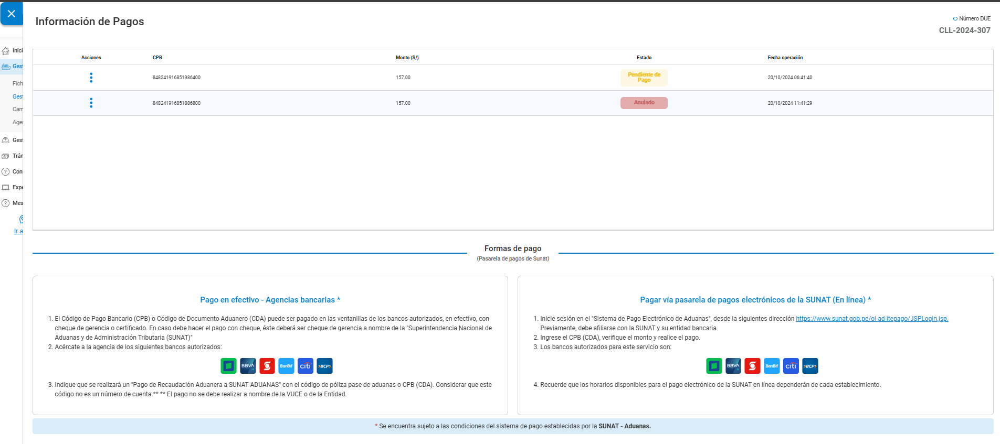 Información de Pagos
Número DUE
CLL-2024-307
Inici
Gest
Fich
Gest
Cam
Agen
Gest
Trán
Cons
Expe
Mes
Ir a
Acciones CPB Monto (S/) Estado Fecha operación
848241916851986400 157.00 Pendiente de Pago 20/10/2024 06:41:40
848241916851886800 157.00 Anulado 20/10/2024 11:41:29
Formas de pago
(Pasarela de pagos de Sunat)
Pago en efectivo - Agencias bancarias *
1. El Código de Pago Bancario (CPB) o Código de Documento Aduanero (CDA) puede ser pagado en las ventanillas de los bancos autorizados, en efectivo, con
cheque de gerencia o certificado. En caso debe hacer el pago con cheque, éste deberá ser cheque de gerencia a nombre de la "Superintendencia Nacional de
Aduanas y de Administración Tributaria (SUNAT)"
2. Acércate a la agencia de los siguientes bancos autorizados:
BBVA BanBif citi BCP
3. Indique que se realizará un "Pago de Recaudación Aduanera a SUNAT ADUANAS" con el código de póliza pase de aduanas o CPB (CDA). Considerar que este
código no es un número de cuenta.** ** El pago no se debe realizar a nombre de la VUCE o de la Entidad.
Pagar vía pasarela de pagos electrónicos de la SUNAT (En línea) *
1. Inicie sesión en el "Sistema de Pago Electrónico de Aduanas", desde la siguientes dirección https://www.sunat.gob.pe/ol-ad-itepago/JSPLogin.jsp.
Previamente, debe afiliarse con la SUNAT y su entidad bancaria.
2. Ingrese el CPB (CDA), verifique el monto y realice el pago.
3. Los bancos autorizados para este servicio son:
BBVA BanBif citi BCP
4. Recuerde que los horarios disponibles para el pago electrónico de la SUNAT en línea dependerán de cada establecimiento.
* Se encuentra sujeto a las condiciones del sistema de pago establecidas por la SUNAT - Aduanas.